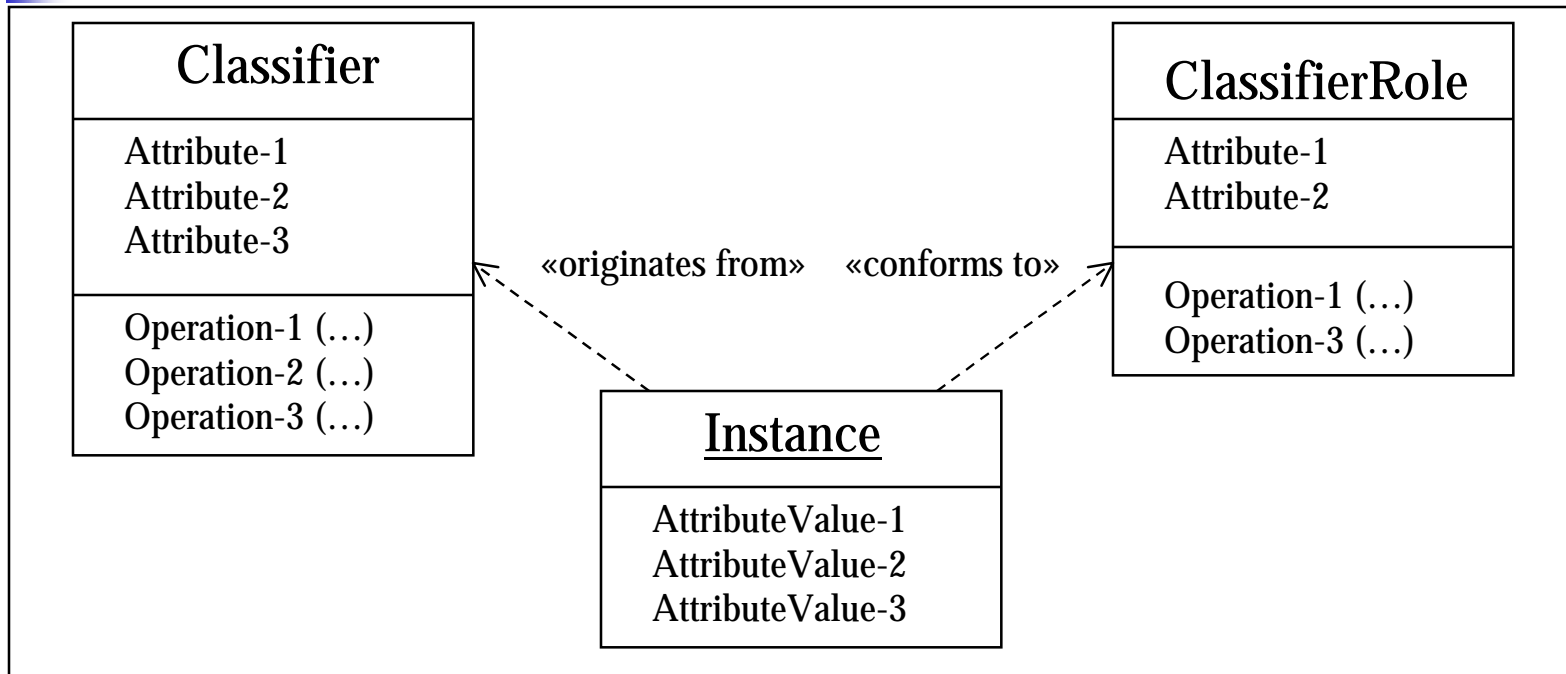 Classifier
Attribute-1
Attribute-2
Attribute-3
Operation-1 (…)
Operation-2 (…)
Operation-3 (…)
«originates from»
«conforms to»
ClassifierRole
Attribute-1
Attribute-2
Operation-1 (…)
Operation-3 (…)
Instance
AttributeValue-1
AttributeValue-2
AttributeValue-3